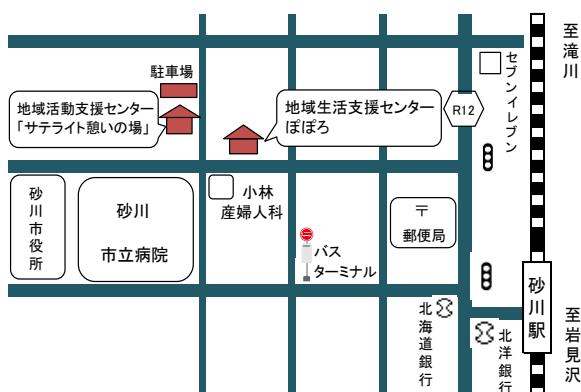 至滝川
セブンイレブン
駐車場
地域活動支援センター
「サテライト憩いの場」
地域生活支援センター
ぽぽろ
R12
砂川市役所
砂川
市立病院
小林
産婦人科
〒
郵便局
バス
ターミナル
砂川駅
北海道銀行
北洋銀行
至岩見沢